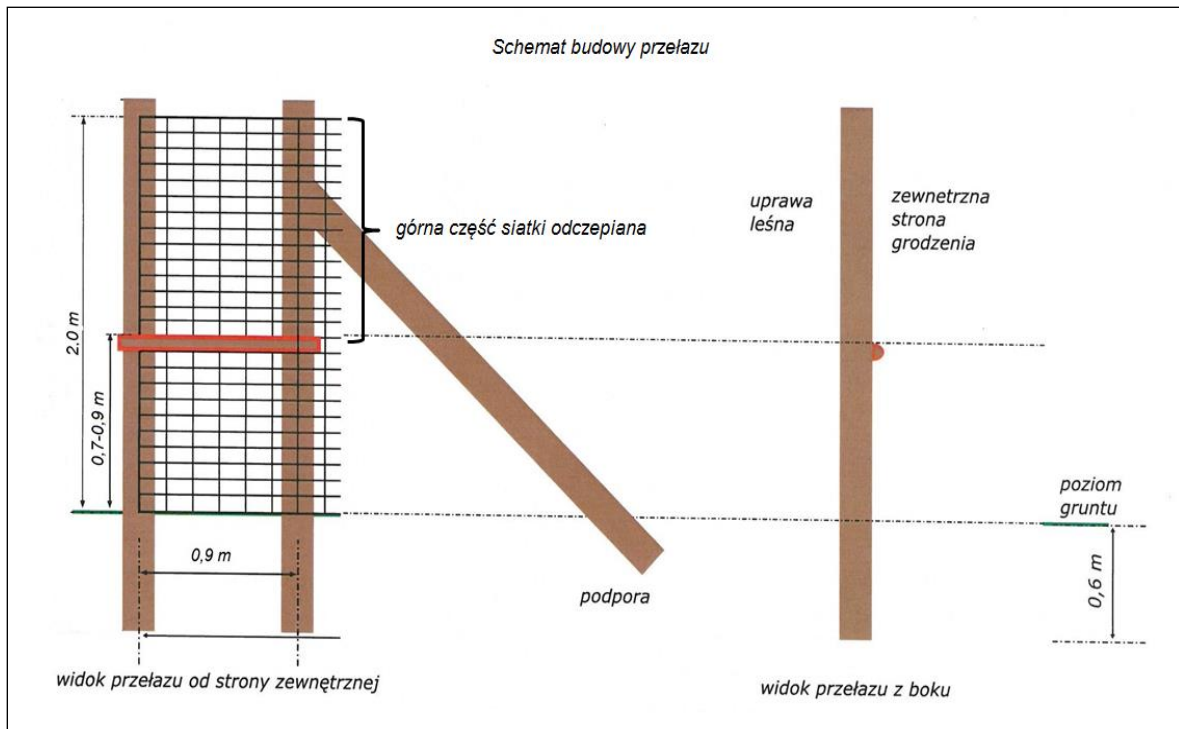 Schemat budowy przełazu
górna część siatki odczepiana
uprawa
leśna
zewnetrzna
strona
grodzenia
2.0 m
0,7-0,9 m
0,9 m
podpora
poziom
gruntu
0,6 m
widok przełazu od strony zewnętrznej
widok przełazu z boku